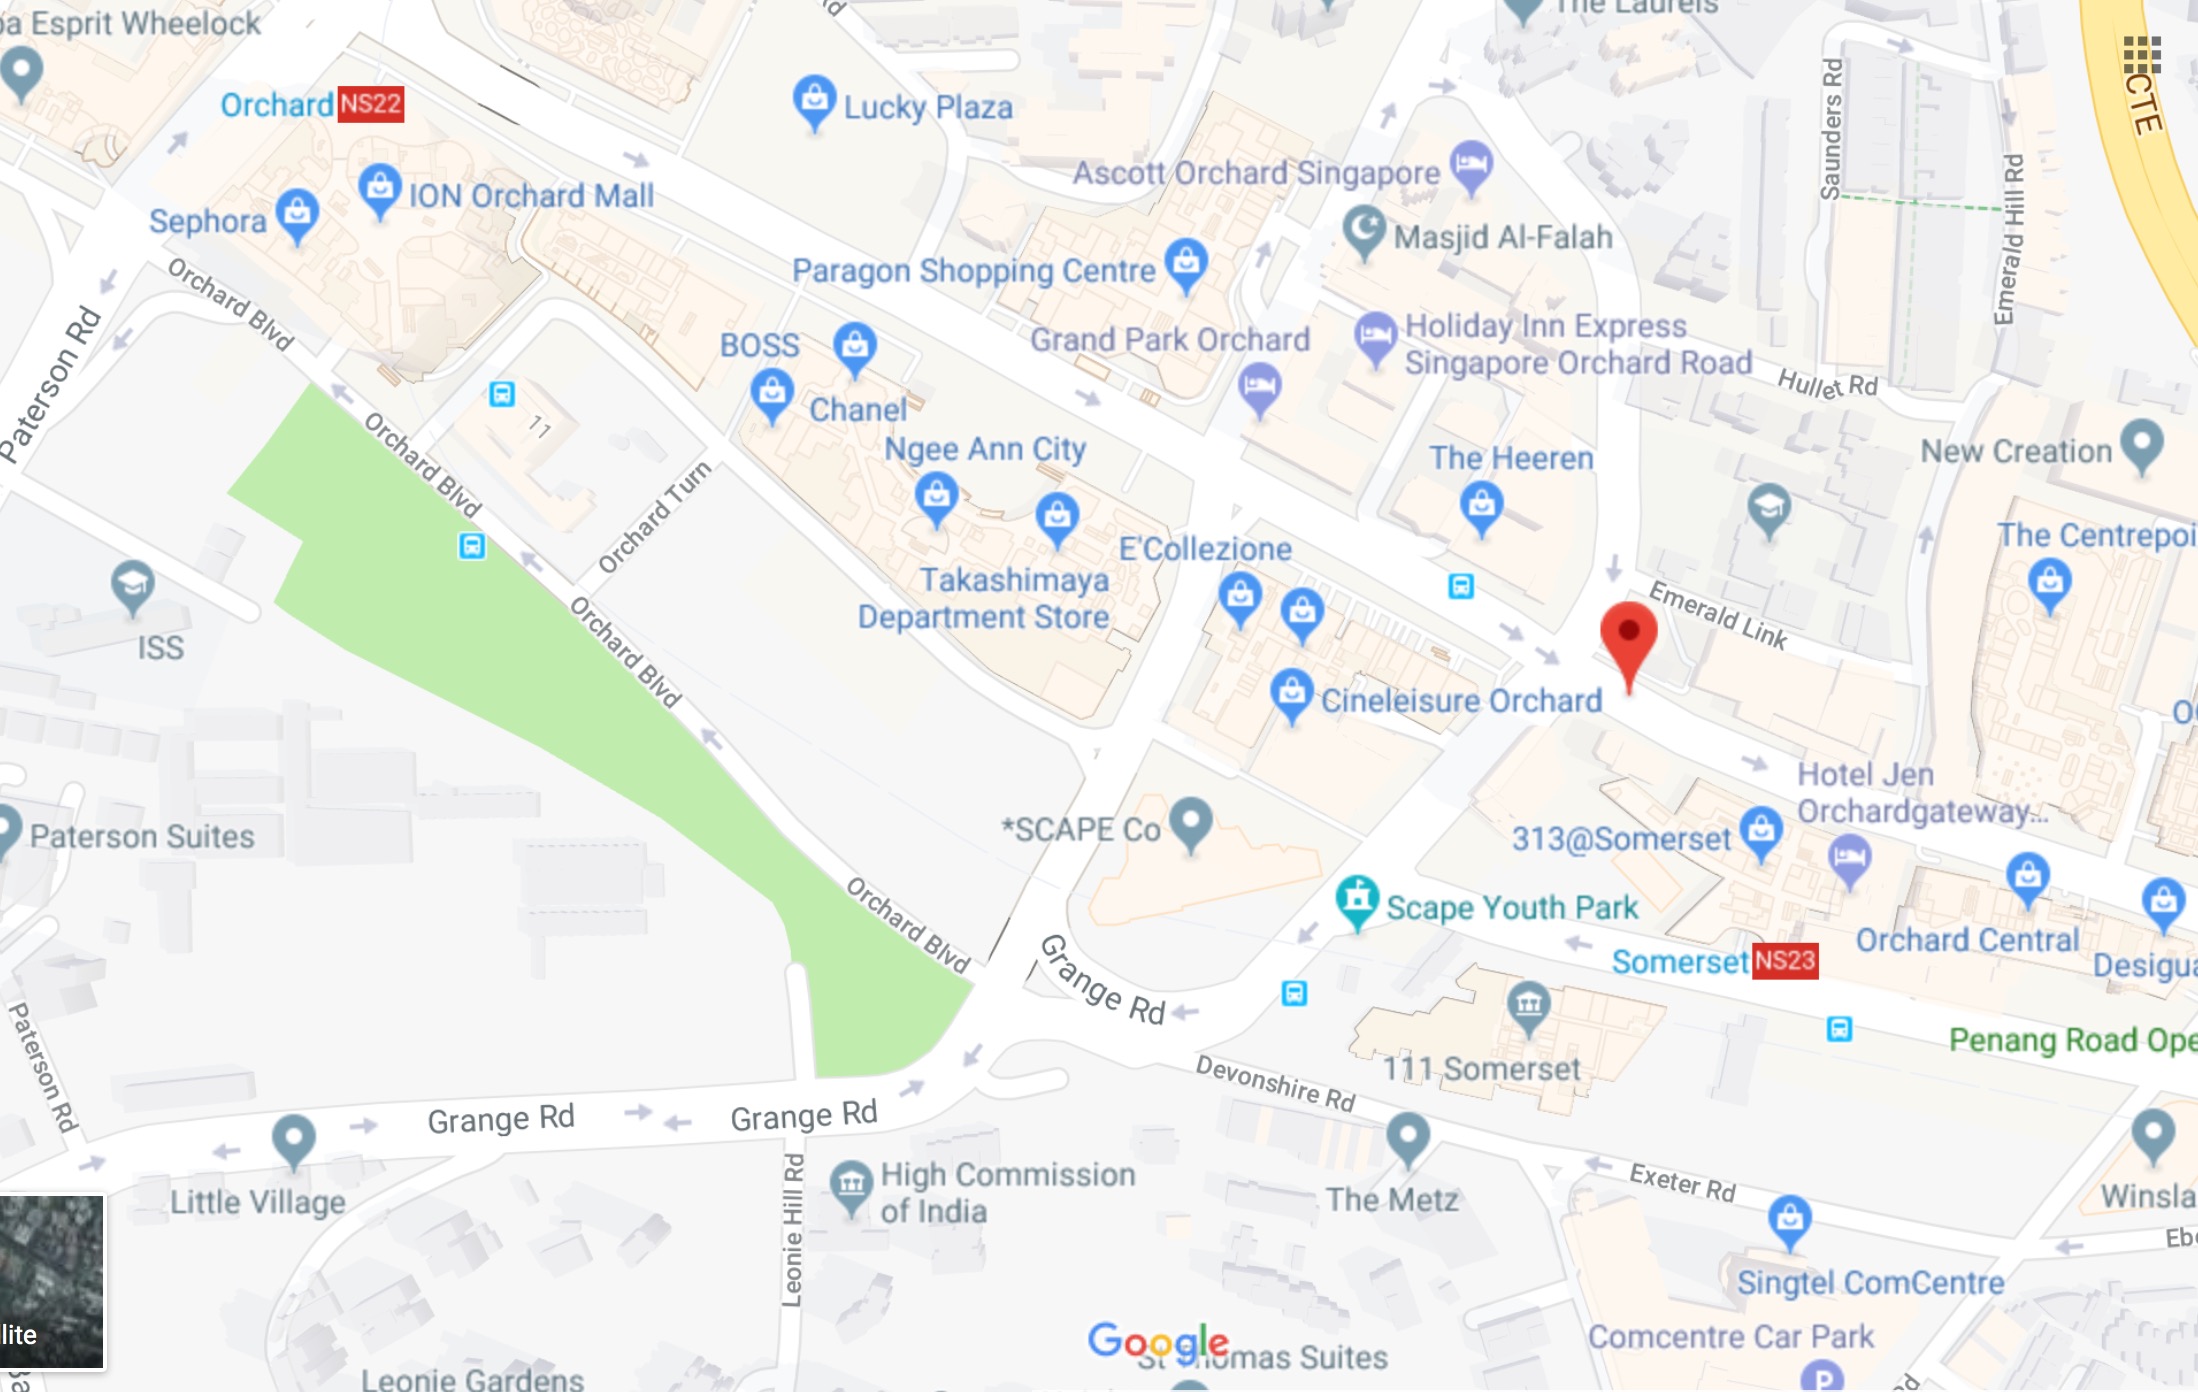 Esprit Wheelock
The Laurels
Orchard NS22
Lucky Plaza
CTE
Saunders Rd
Ascott Orchard Singapore
Emerald Hill Rd
ION Orchard Mall
Sephora
Masjid Al-Falah
Paragon Shopping Centre
Orchard Blvd
Paterson Rd
BOSS
Grand Park Orchard
Holiday Inn Express
Singapore Orchard Road
Hullet Rd
Chanel
11
Orchard Blvd
Ngee Ann City
The Heeren
New Creation
Orchard Turn
The Centrepoi
E'Collezione
Takashimaya
Department Store
Emerald Link
ISS
Orchard Blvd
Cineleisure Orchard
Hotel Jen
Orchardgateway...
*SCAPE Co
313@Somerset
Paterson Suites
Orchard Blvd
Scape Youth Park
Orchard Central
Somerset NS23
Desigua
Grange Rd
Penang Road Ope
Paterson Rd
Devonshire Rd
111 Somerset
Grange Rd
Grange Rd
Little Village
Leonie Hill Rd
High Commission
of India
The Metz
Exeter Rd
Winsla
Singtel ComCentre
lite
Google
Comcentre Car Park
P
Leonie Gardens